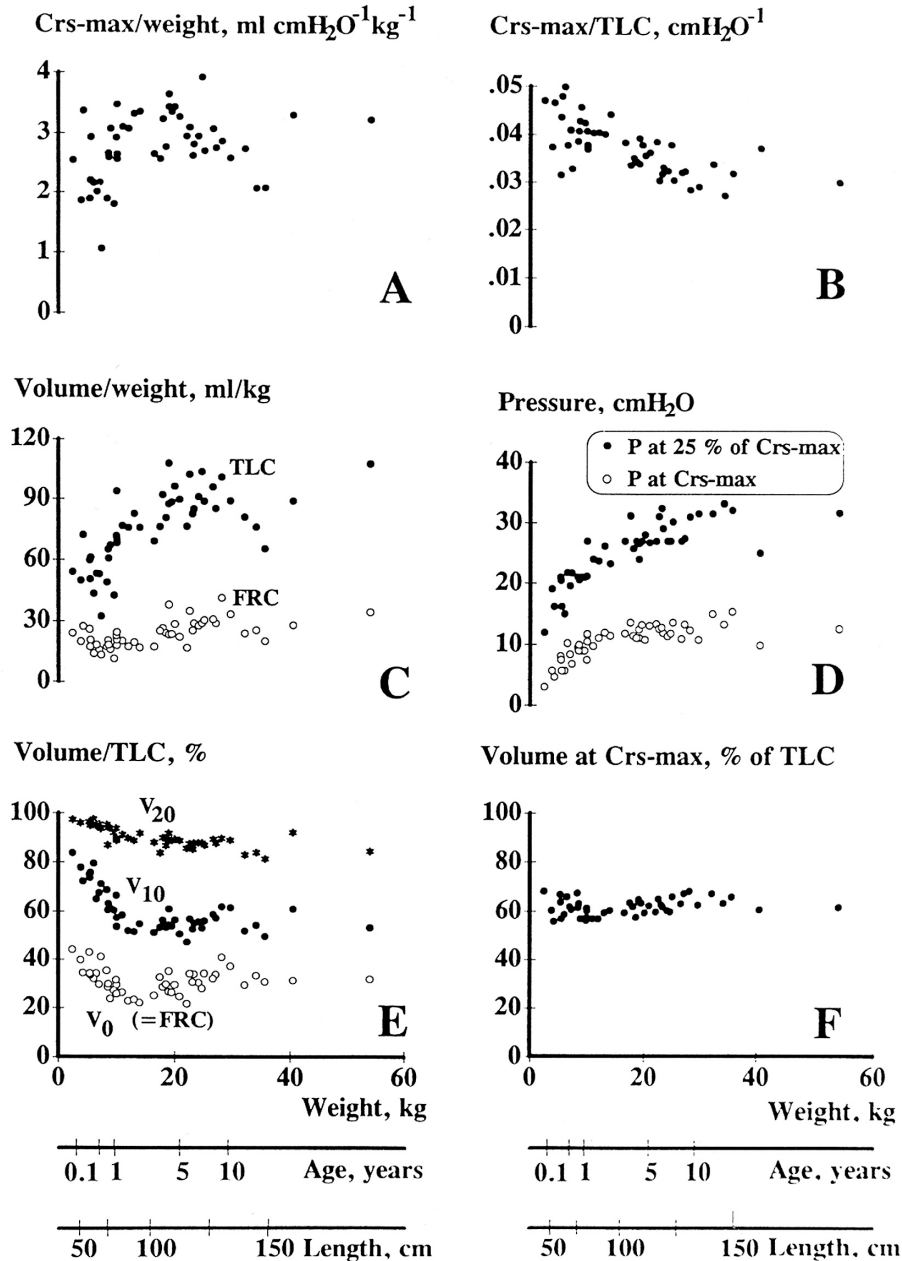 Crs-max/weight, ml cmH₂O⁻¹kg⁻¹
4
3
2
1
0
A
Crs-max/TLC, cmH₂O⁻¹
.05
.04
.03
.02
.01
0
B
Volume/weight, ml/kg
120
90
60
30
0
TLC
FRC
C
Pressure, cmH₂O
P at 25 % of Crs-max
P at Crs-max
40
30
20
10
0
D
Volume/TLC, %
100
80
60
40
20
0
V₂₀
V₁₀
V₀ (=FRC)
E
0 20 40 60
Weight, kg
0.1 1 5 10 Age, years
50 100 150 Length, cm
Volume at Crs-max, % of TLC
100
80
60
40
20
0
F
0 20 40 60
Weight, kg
0.1 1 5 10 Age, years
50 100 150 Length, cm